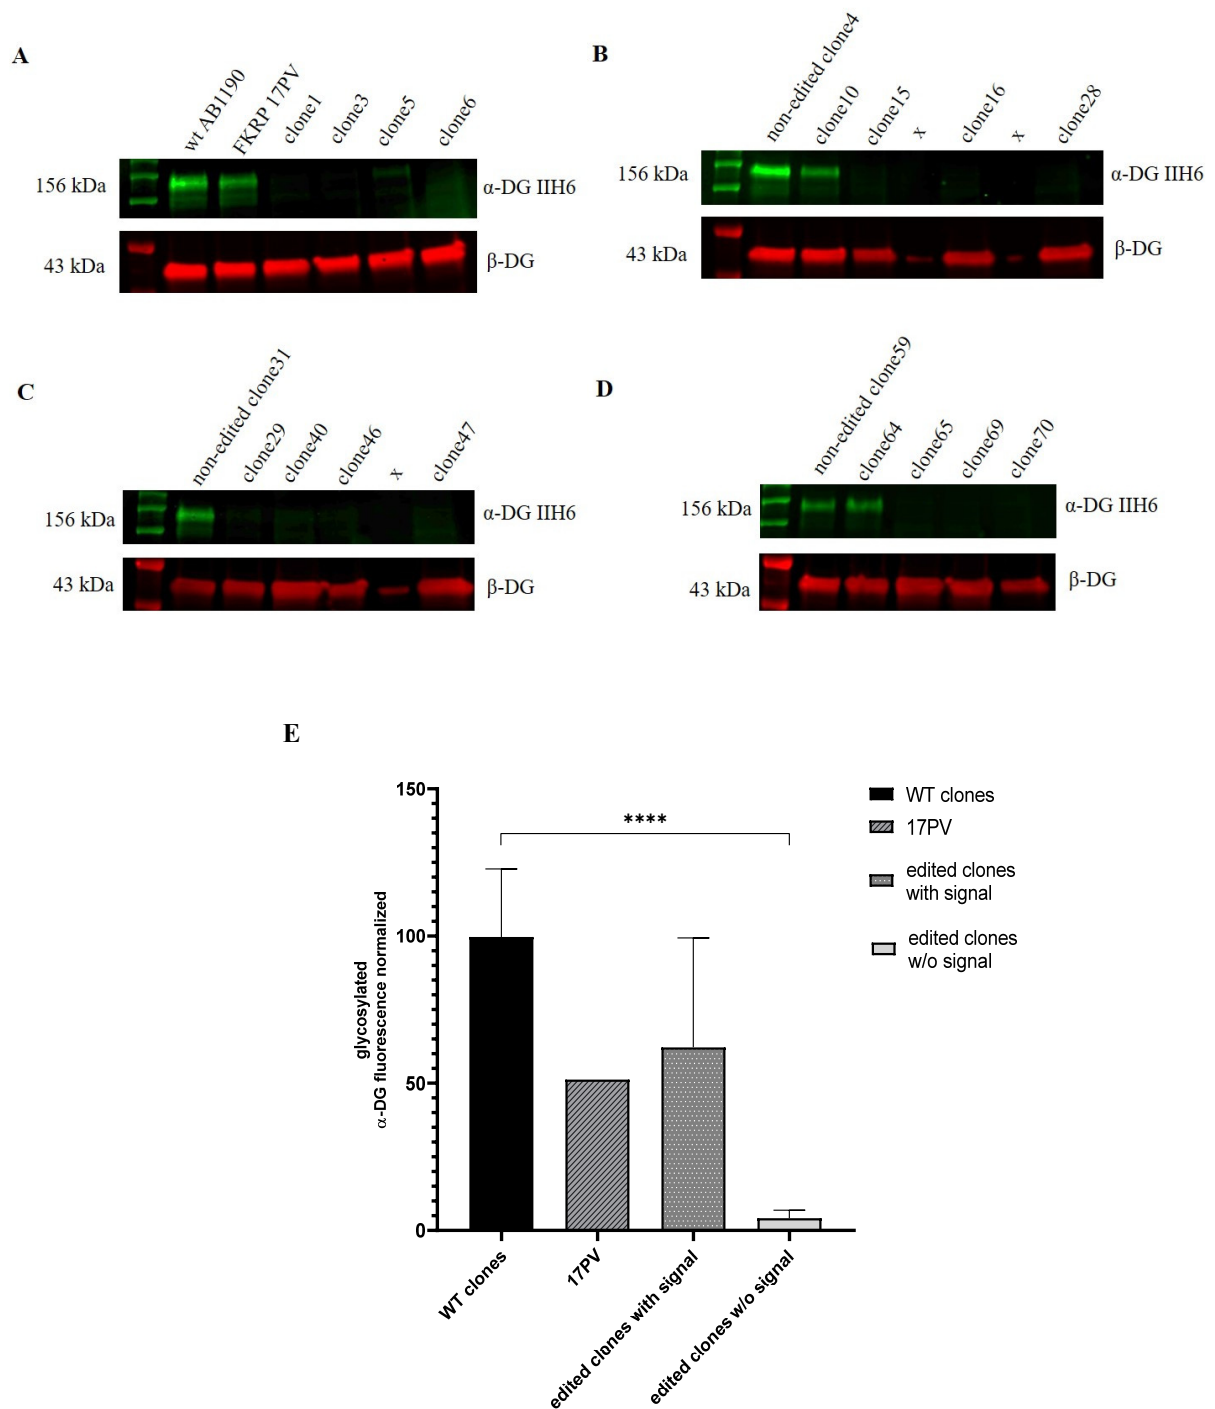 A
wt AB1190
FKRP 17PV
clone1
clone3
clone5
clone6
156 kDa
α-DG IIH6
43 kDa
β-DG
B
non-edited clone4
clone10
clone15
x
clone16
x
clone28
156 kDa
α-DG IIH6
43 kDa
β-DG
C
non-edited clone31
clone29
clone40
clone46
x
clone47
156 kDa
α-DG IIH6
43 kDa
β-DG
D
non-edited clone59
clone64
clone65
clone69
clone70
156 kDa
α-DG IIH6
43 kDa
β-DG
E
glycosylated
α-DG fluorescence normalized
150
100
50
0
****
WT clones
17PV
edited clones with signal
edited clones w/o signal
WT clones
17PV
edited clones
with signal
edited clones
w/o signal